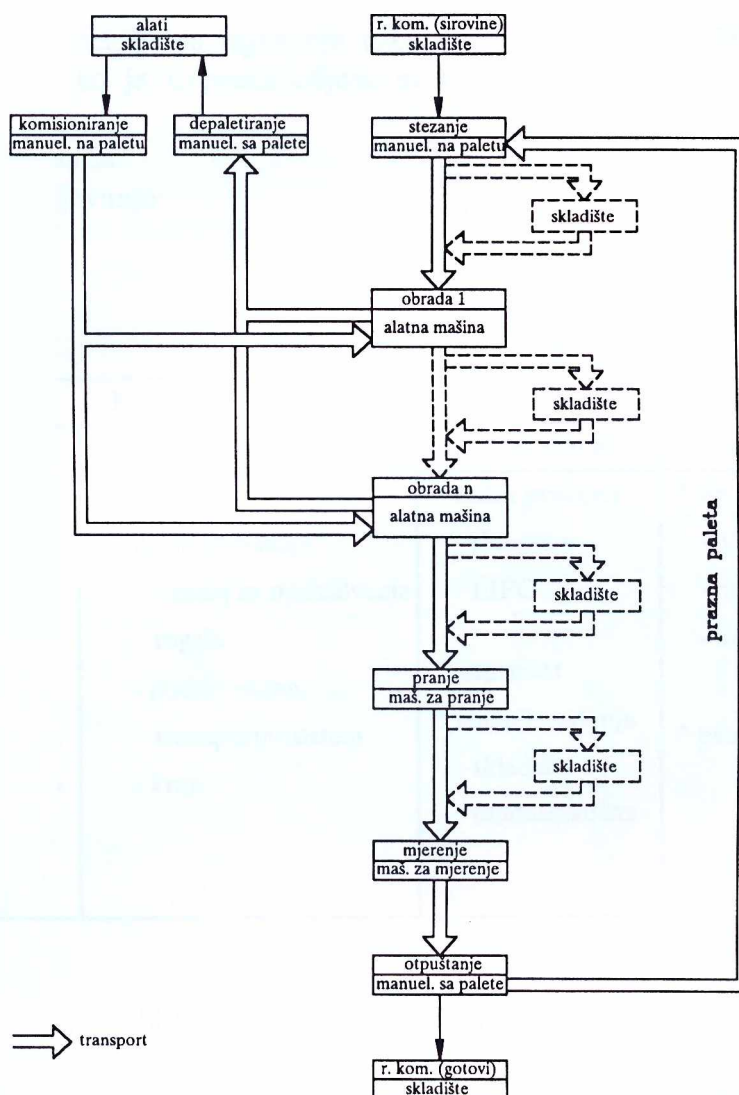 alati
skladište
r. kom. (sirovine)
skladište
komisioniranje
manuel. na paletu
depaletiranje
manuel. sa palete
stezanje
manuel. na paletu
skladište
obrada 1
alatna mašina
skladište
obrada n
alatna mašina
prazna paleta
skladište
pranje
maš. za pranje
skladište
mjerenje
maš. za mjerenje
otpuštanje
manuel. sa palete
transport
r. kom. (gotovi)
skladište